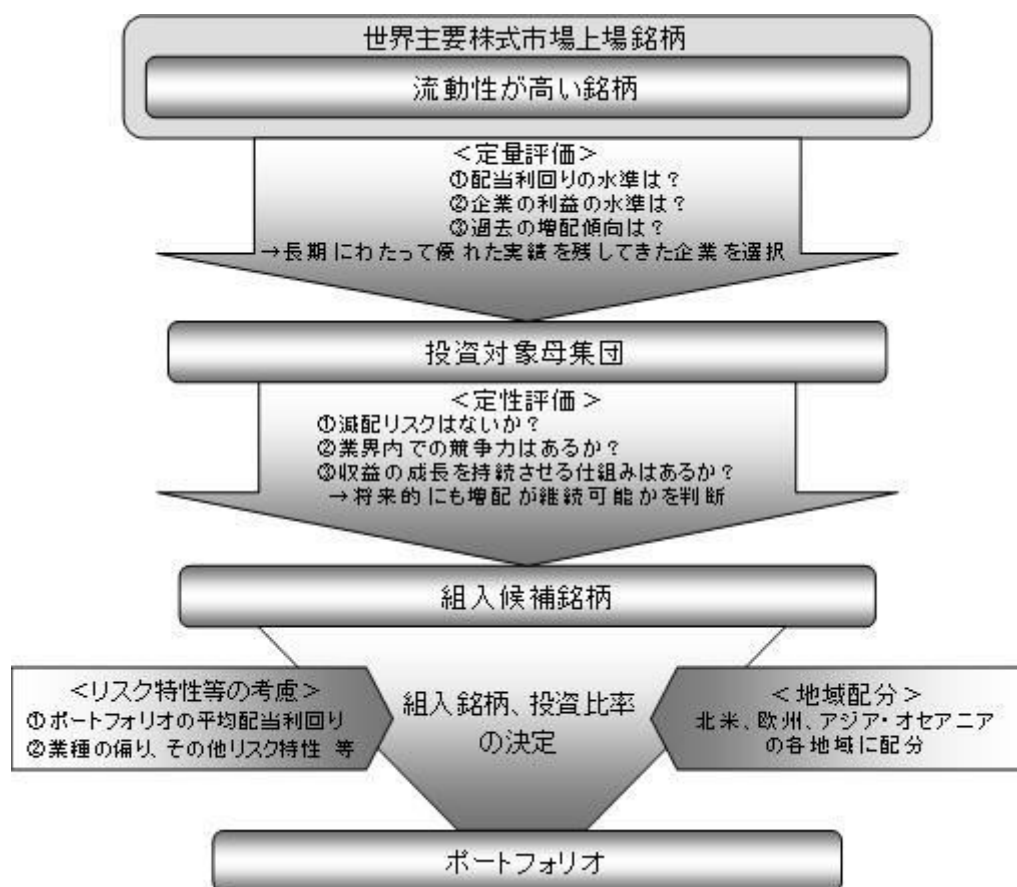 世界主要株式市場上場銘柄
流動性が高い銘柄
＜定量評価＞
①配当利回りの水準は？
②企業の利益の水準は？
③過去の増配傾向は？
→長期にわたって優れた実績を残してきた企業を選択
投資対象母集団
＜定性評価＞
①減配リスクはないか？
②業界内での競争力はあるか？
③収益の成長を持続させる仕組みはあるか？
→将来的にも増配が継続可能かを判断
組入候補銘柄
＜リスク特性等の考慮＞
①ポートフォリオの平均配当利回り
②業種の偏り、その他リスク特性 等
組入銘柄、投資比率
の決定
＜地域配分＞
北米、欧州、アジア・オセアニア
の各地域に配分
ポートフォリオ